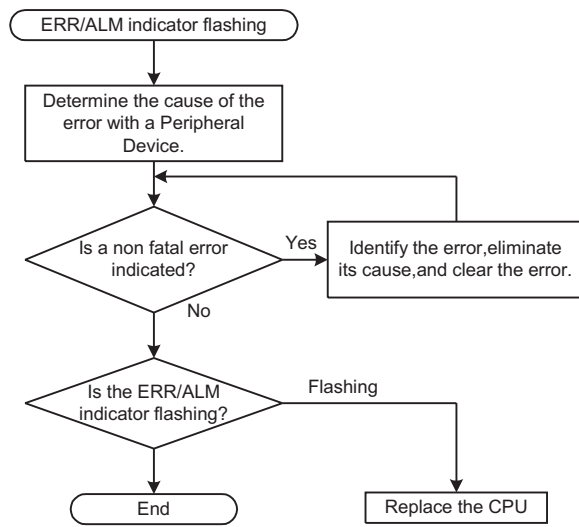 ERR/ALM indicator flashing
Determine the cause of the
error with a Peripheral
Device.
Is a non fatal error
indicated?
Yes
Identify the error,eliminate
its cause,and clear the error.
No
Is the ERR/ALM
indicator flashing?
Flashing
End
Replace the CPU